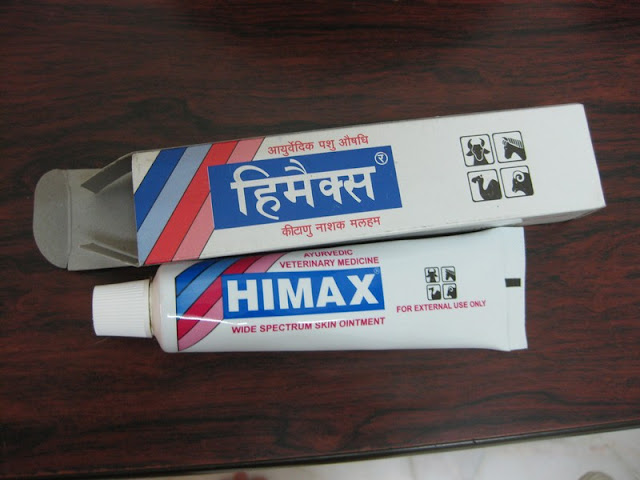 आयुर्वेदिक पशु औषधि
हिमैक्स र
कीटाणु नाशक मलहम
AYURVEDIC
VETERINARY MEDICINE
HIMAX
WIDE SPECTRUM SKIN OINTMENT
FOR EXTERNAL USE ONLY